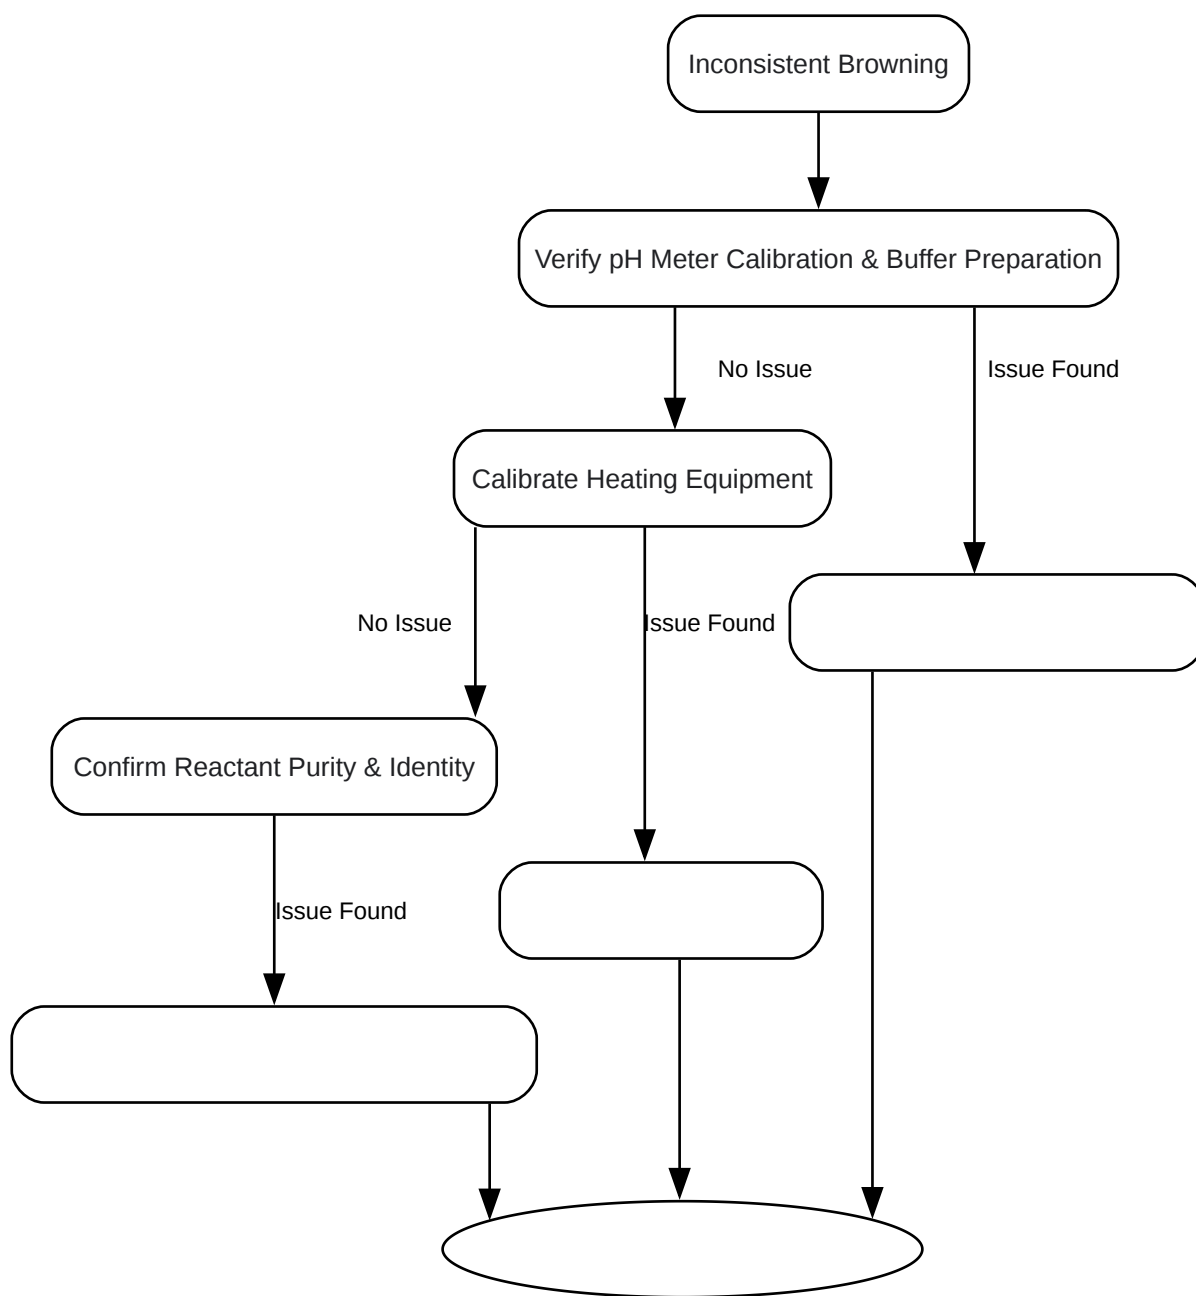 Inconsistent Browning
Verify pH Meter Calibration & Buffer Preparation
No Issue
Issue Found
Calibrate Heating Equipment
No Issue
Issue Found
Confirm Reactant Purity & Identity
Issue Found